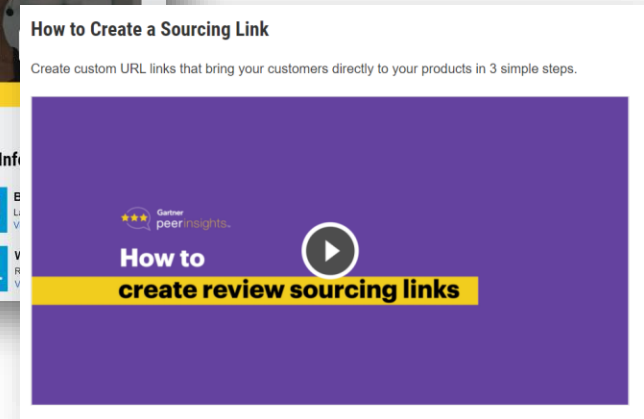 How to Create a Sourcing Link
Create custom URL links that bring your customers directly to your products in 3 simple steps.
Gartner
peerinsights™
How to
create review sourcing links